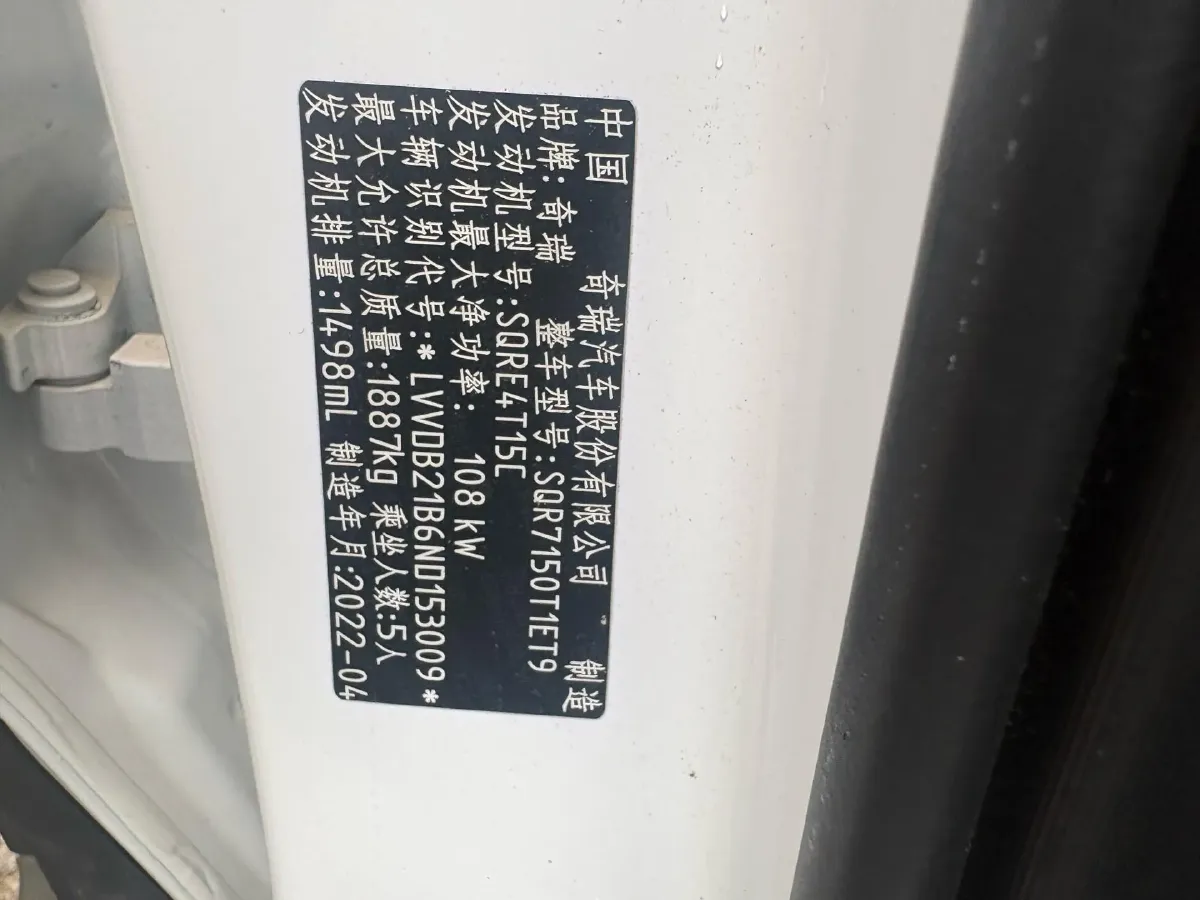 中国 奇瑞汽车股份有限公司 制造
品牌:奇瑞 整车型号:SQR7150T1ET9
发动机型号:SQRE4T15C
发动机最大净功率: 108 kW
车辆识别代号:*LVVDB21B6ND153009*
最大允许总质量:1887kg 乘坐人数:5人
发动机排量:1498mL 制造年月:2022-04